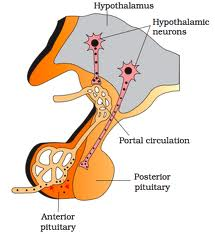 Hypothalamus
Hypothalamic
neurons
Portal circulation
Posterior
pituitary
Anterior
pituitary